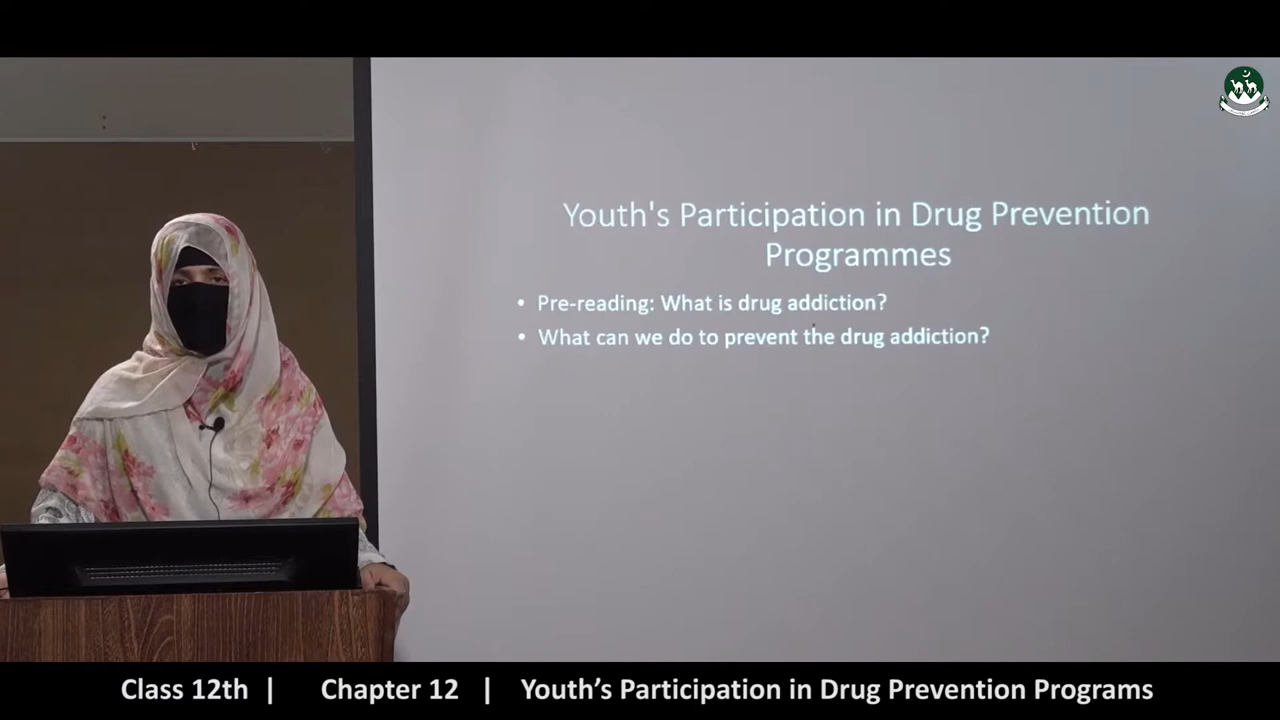 Youth's Participation in Drug Prevention
Programmes
• Pre-reading: What is drug addiction?
• What can we do to prevent the drug addiction?
Class 12th | Chapter 12 | Youth’s Participation in Drug Prevention Programs